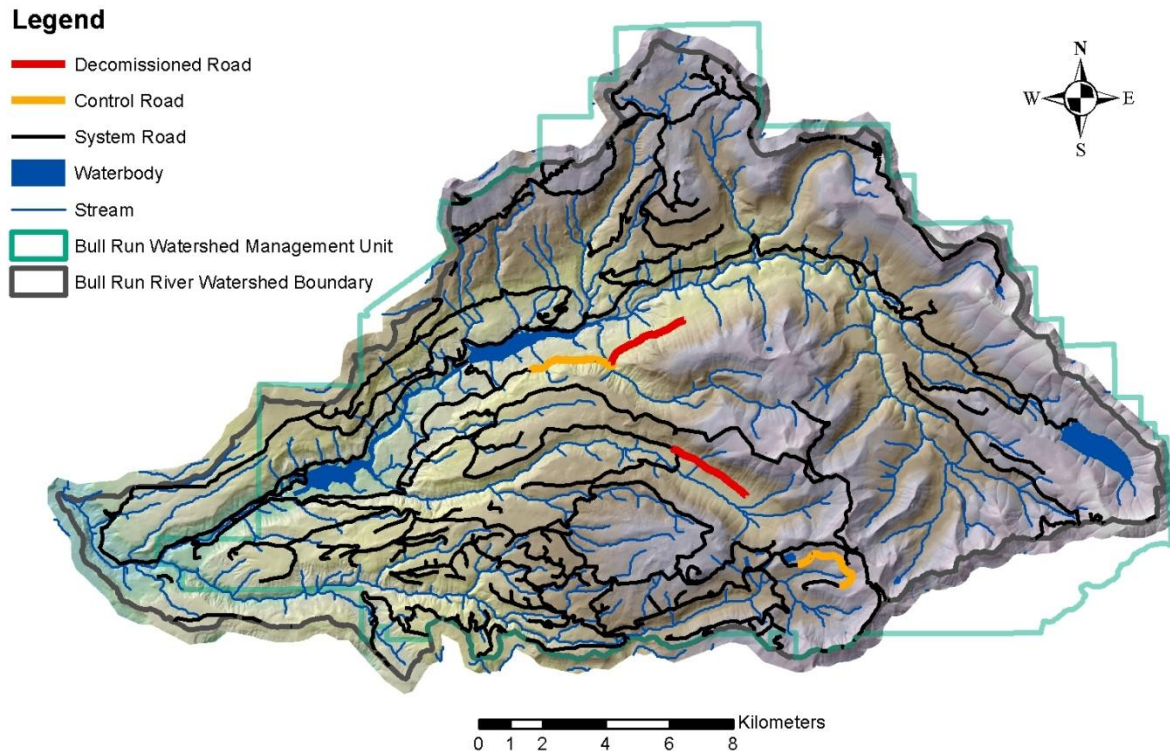 Legend
Decomissioned Road
Control Road
System Road
Waterbody
Stream
Bull Run Watershed Management Unit
Bull Run River Watershed Boundary
N
W E
S
Kilometers
0 1 2 4 6 8